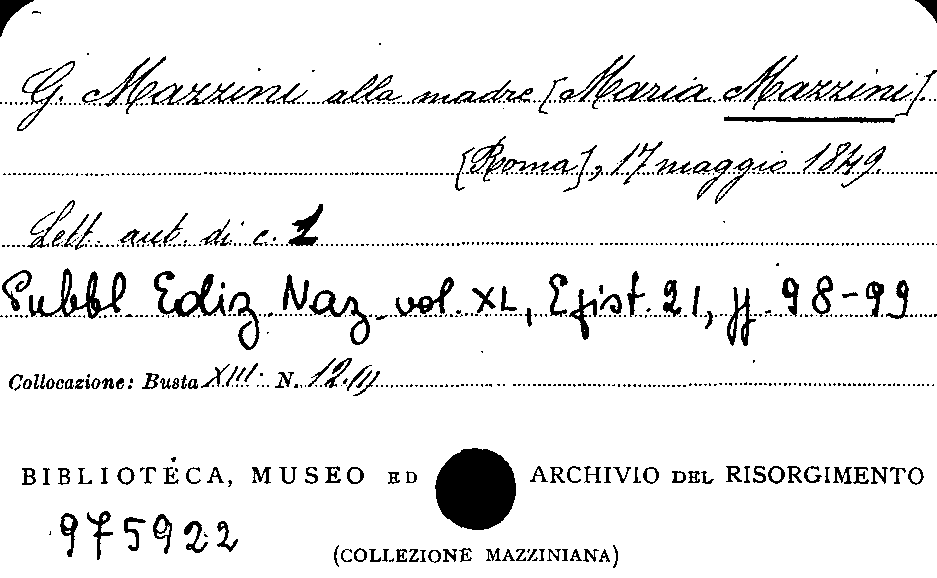 G. Mazzini alla madre [Maria Mazzini].
[Roma], 17 maggio 1849.
Lett. aut. di c. 1
Pubbl. Ediz. Naz. vol. XL, Epist. 21, pp. 98-99
Collocazione: Busta XIII N. 12.
BIBLIOTECA, MUSEO ED ARCHIVIO DEL RISORGIMENTO
975922
(COLLEZIONE MAZZINIANA)